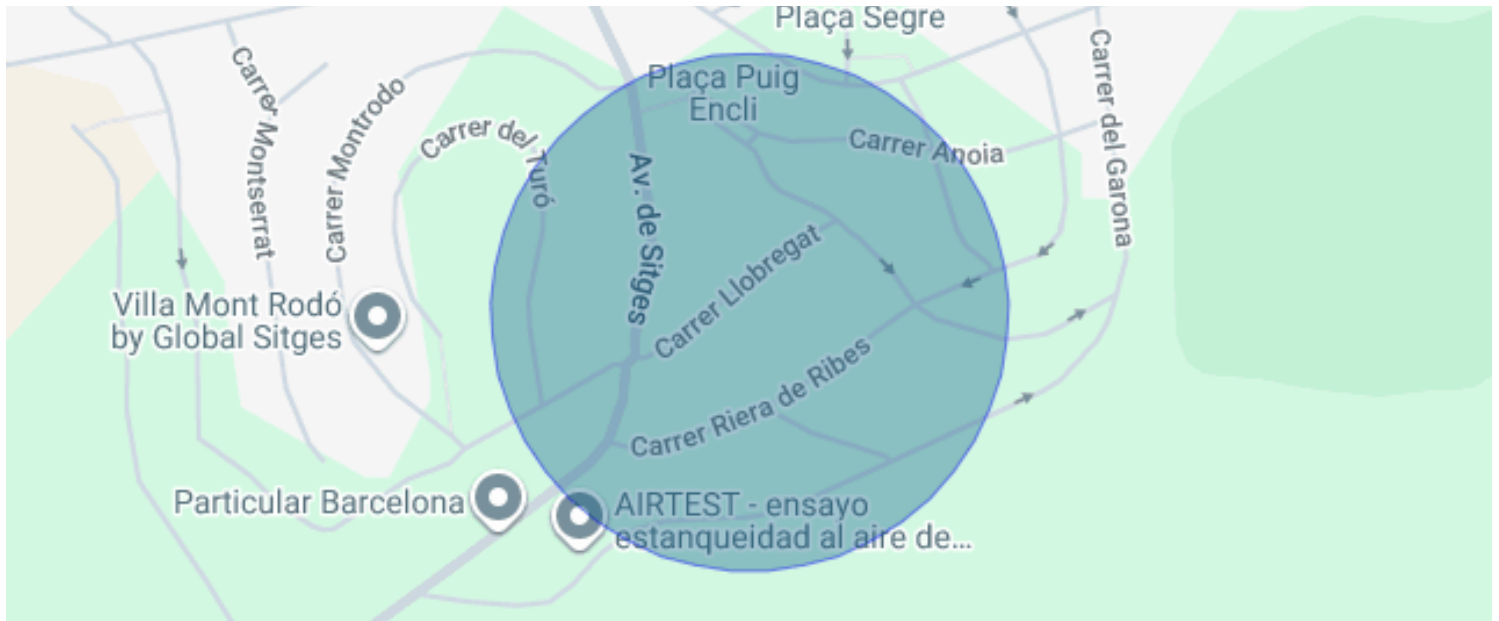 Plaça Segre
Plaça Puig
Encli
Carrer Montserrat
Carrer Montrodo
Carrer del Turó
Av. de Sitges
Carrer Anoia
Carrer del Garona
Carrer Llobregat
Villa Mont Rodó
by Global Sitges
Carrer Riera de Ribes
Particular Barcelona
AIRTEST - ensayo
estanqueidad al aire de...